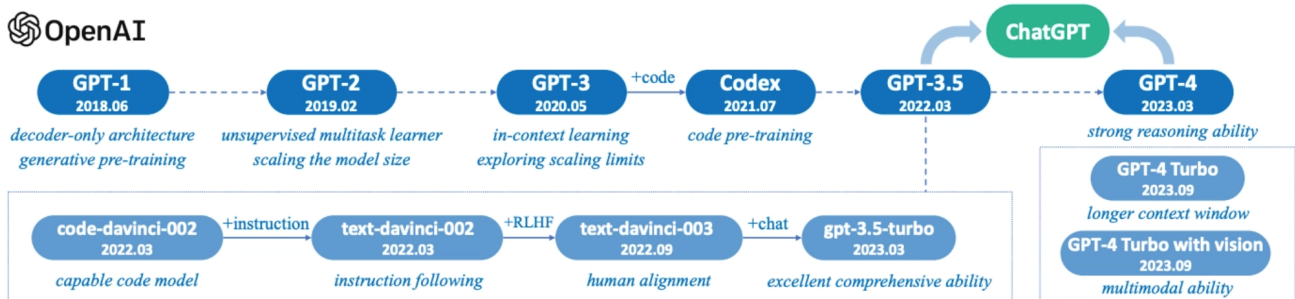 OpenAI
ChatGPT
GPT-1
2018.06
decoder-only architecture
generative pre-training
GPT-2
2019.02
unsupervised multitask learner
scaling the model size
GPT-3
2020.05
in-context learning
exploring scaling limits
+code
Codex
2021.07
code pre-training
GPT-3.5
2022.03
GPT-4
2023.03
strong reasoning ability
code-davinci-002
2022.03
capable code model
+instruction
text-davinci-002
2022.03
instruction following
+RLHF
text-davinci-003
2022.09
human alignment
+chat
gpt-3.5-turbo
2023.03
excellent comprehensive ability
GPT-4 Turbo
2023.09
longer context window
GPT-4 Turbo with vision
2023.09
multimodal ability